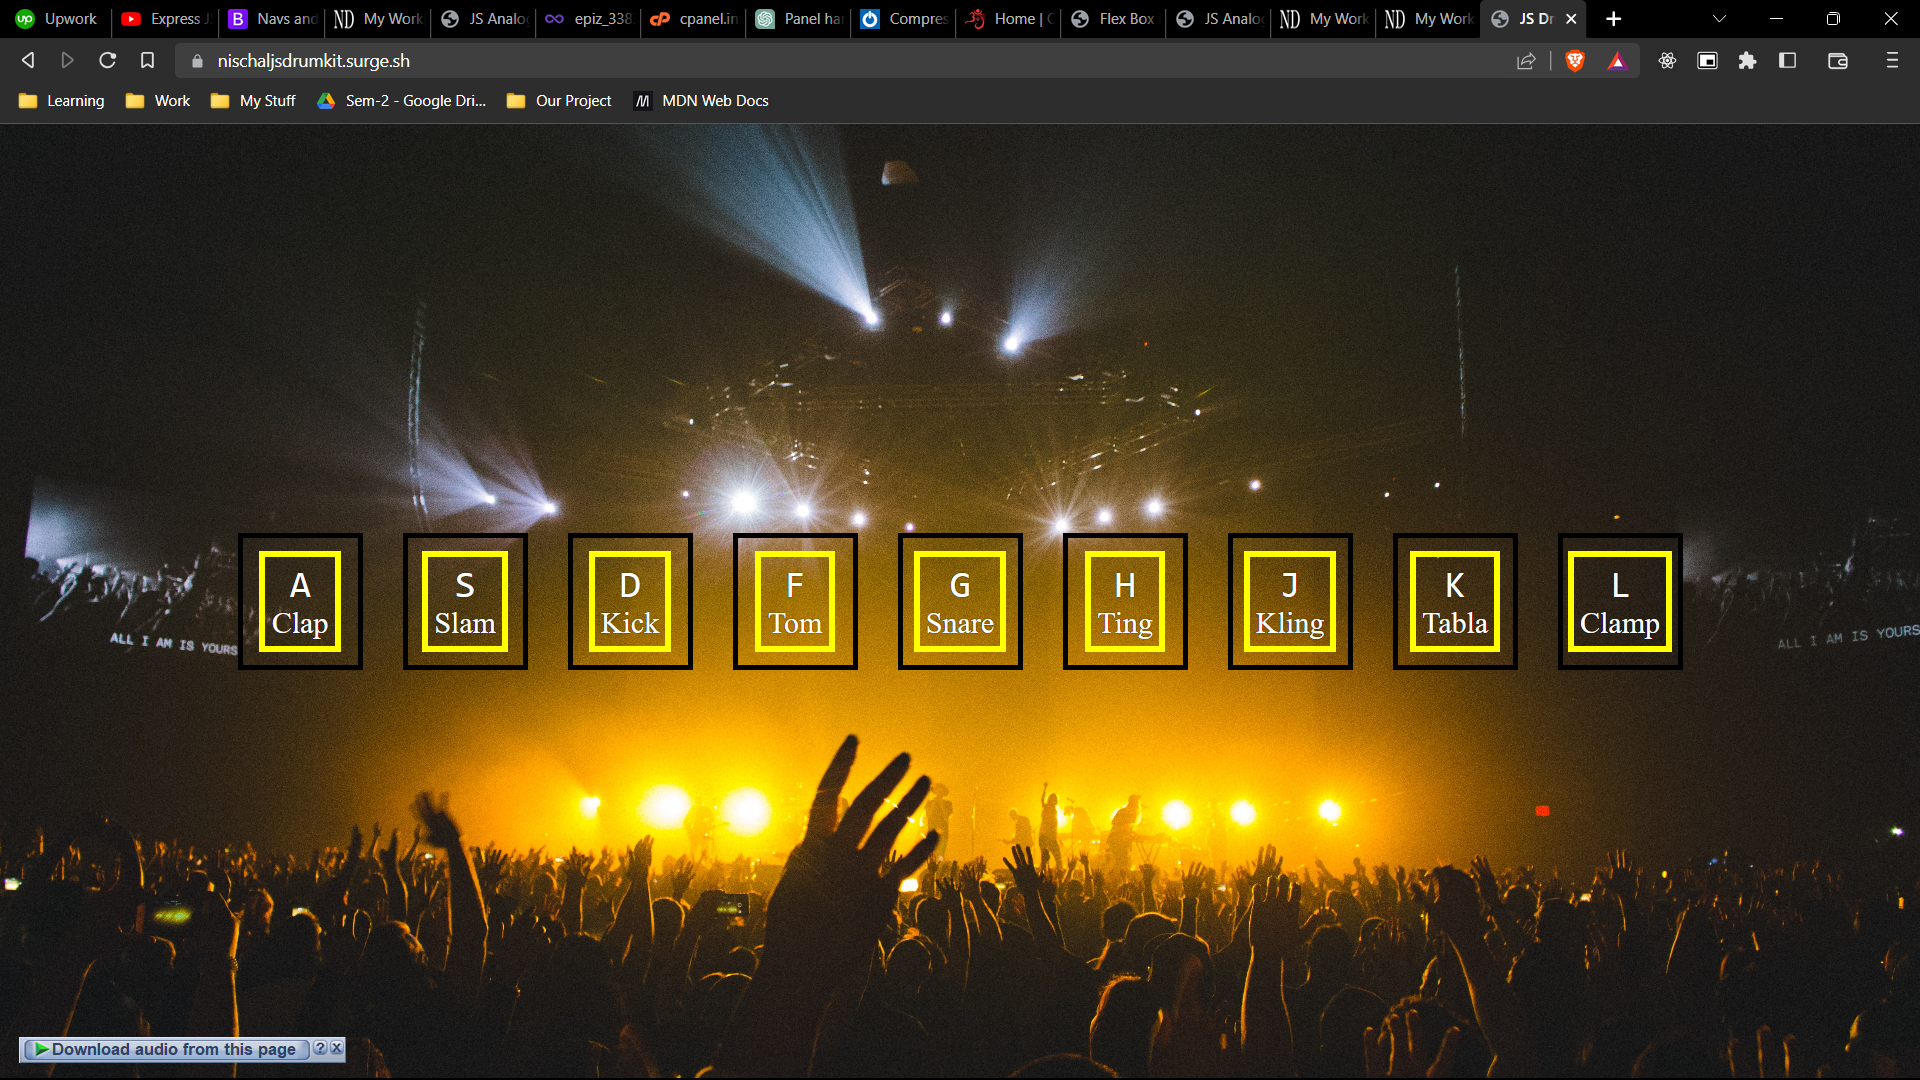 Upwork
Express J
Navs and
ND My Work
JS Analo
epiz_338
cpanel.in
Panel ha
Compres
Home | C
Flex Box
JS Analo
ND My Work
ND My Work
JS Dr
nischaljsdrumkit.surge.sh
Learning
Work
My Stuff
Sem-2 - Google Dri...
Our Project
MDN Web Docs
A
Clap
S
Slam
D
Kick
F
Tom
G
Snare
H
Ting
J
Kling
K
Tabla
L
Clamp
ALL I AM IS YOURS
ALL I AM IS YOURS
Download audio from this page